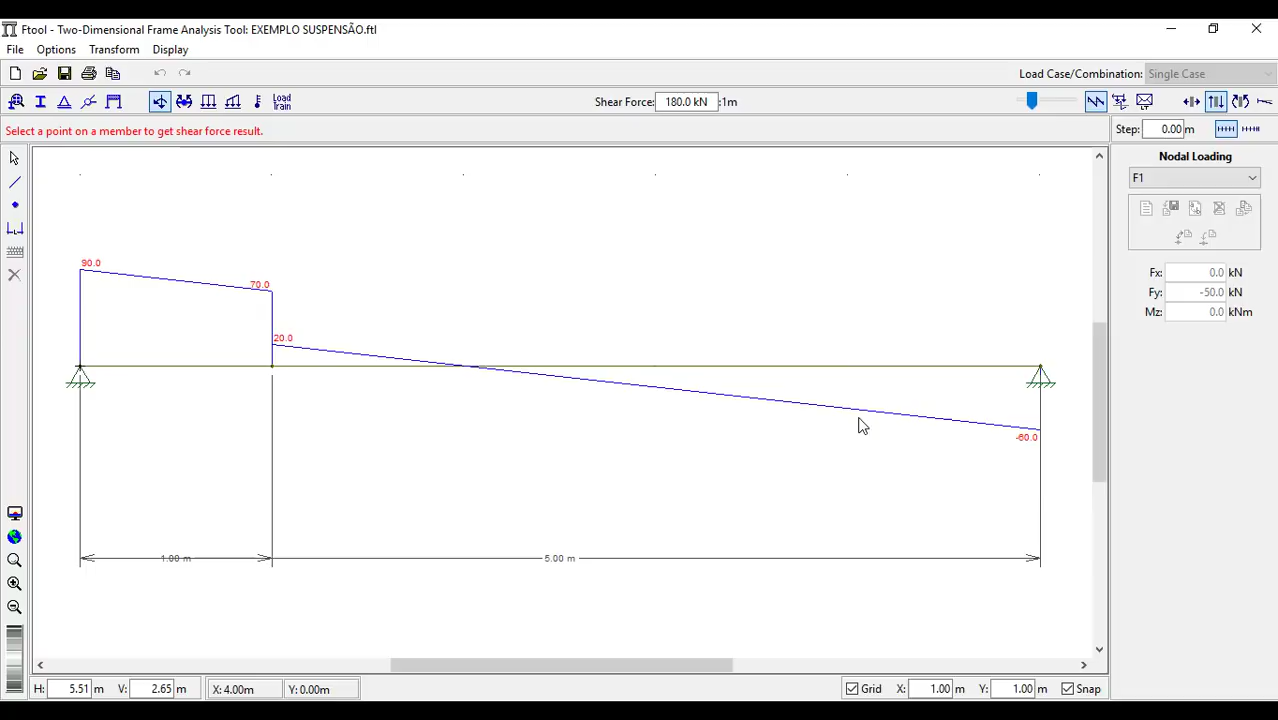 Ftool - Two-Dimensional Frame Analysis Tool: EXEMPLO SUSPENSÃO.ftl
File Options Transform Display
Load Case/Combination: Single Case
Load Train
Shear Force: 180.0 kN :1m
Select a point on a member to get shear force result.
Step: 0.00 m
Nodal Loading
F1
Fx: 0.0 kN
Fy: -50.0 kN
Mz: 0.0 kNm
90.0
70.0
20.0
-60.0
1.00 m
5.00 m
H: 5.51 m V: 2.65 m X: 4.00m Y: 0.00m Grid X: 1.00 m Y: 1.00 m Snap